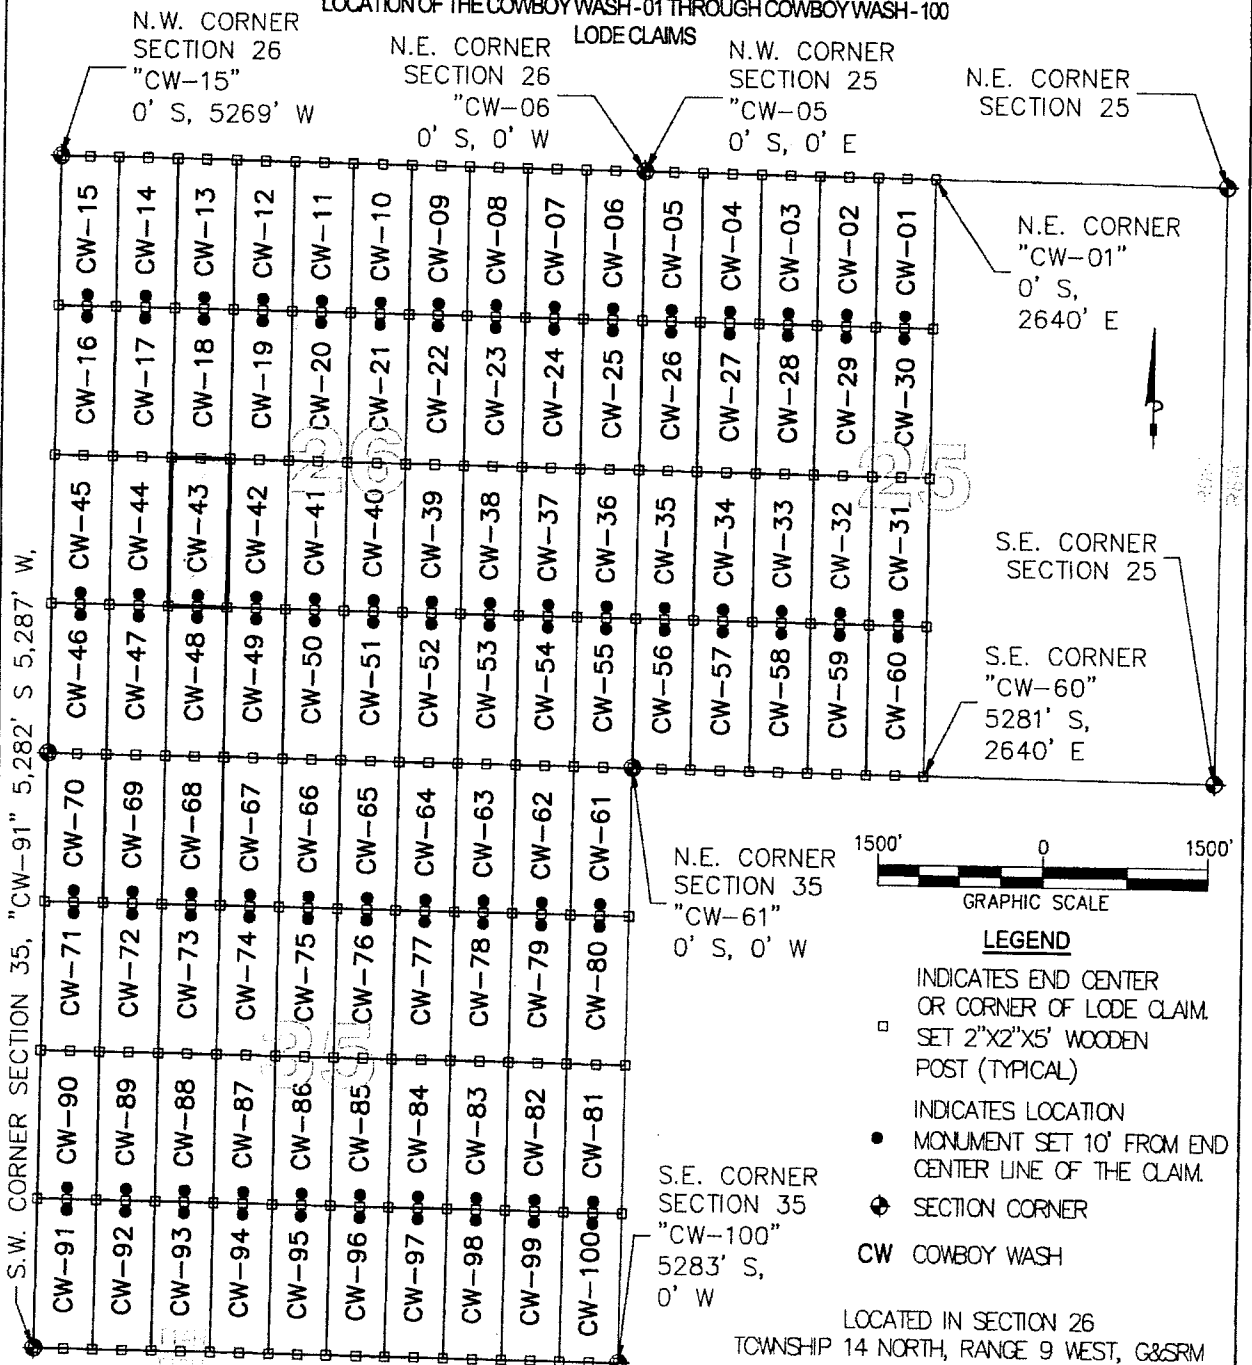 LOCATION OF THE COWBOY WASH-01 THROUGH COWBOY WASH-100
LODE CLAIMS
N.W. CORNER
SECTION 26
"CW-15"
0' S, 5269' W
N.E. CORNER
SECTION 26
"CW-06
0' S, 0' W
N.W. CORNER
SECTION 25
"CW-05
0' S, 0' E
N.E. CORNER
SECTION 25
CW-15
CW-14
CW-13
CW-12
CW-11
CW-10
CW-09
CW-08
CW-07
CW-06
CW-05
CW-04
CW-03
CW-02
CW-01
N.E. CORNER
"CW-01"
0' S,
2640' E
CW-16
CW-17
CW-18
CW-19
CW-20
CW-21
CW-22
CW-23
CW-24
CW-25
CW-26
CW-27
CW-28
CW-29
CW-30
26
25
CW-45
CW-44
CW-43
CW-42
CW-41
CW-40
CW-39
CW-38
CW-37
CW-36
CW-35
CW-34
CW-33
CW-32
CW-31
S.E. CORNER
SECTION 25
CW-46
CW-47
CW-48
CW-49
CW-50
CW-51
CW-52
CW-53
CW-54
CW-55
CW-56
CW-57
CW-58
CW-59
CW-60
S.E. CORNER
"CW-60"
5281' S,
2640' E
CW-70
CW-69
CW-68
CW-67
CW-66
CW-65
CW-64
CW-63
CW-62
CW-61
N.E. CORNER
SECTION 35
"CW-61"
0' S, 0' W
CW-71
CW-72
CW-73
CW-74
CW-75
CW-76
CW-77
CW-78
CW-79
CW-80
35
CW-90
CW-89
CW-88
CW-87
CW-86
CW-85
CW-84
CW-83
CW-82
CW-81
CW-91
CW-92
CW-93
CW-94
CW-95
CW-96
CW-97
CW-98
CW-99
CW-100
S.E. CORNER
SECTION 35
"CW-100"
5283' S,
0' W
S.W. CORNER SECTION 35, "CW-91" 5,282' S 5,287' W,
1500' 0 1500'
GRAPHIC SCALE
LEGEND
INDICATES END CENTER
OR CORNER OF LODE CLAIM.
SET 2"X2"X5' WOODEN
POST (TYPICAL)
INDICATES LOCATION
MONUMENT SET 10' FROM END
CENTER LINE OF THE CLAIM.
SECTION CORNER
CW COWBOY WASH
LOCATED IN SECTION 26
TOWNSHIP 14 NORTH, RANGE 9 WEST, G&SRM